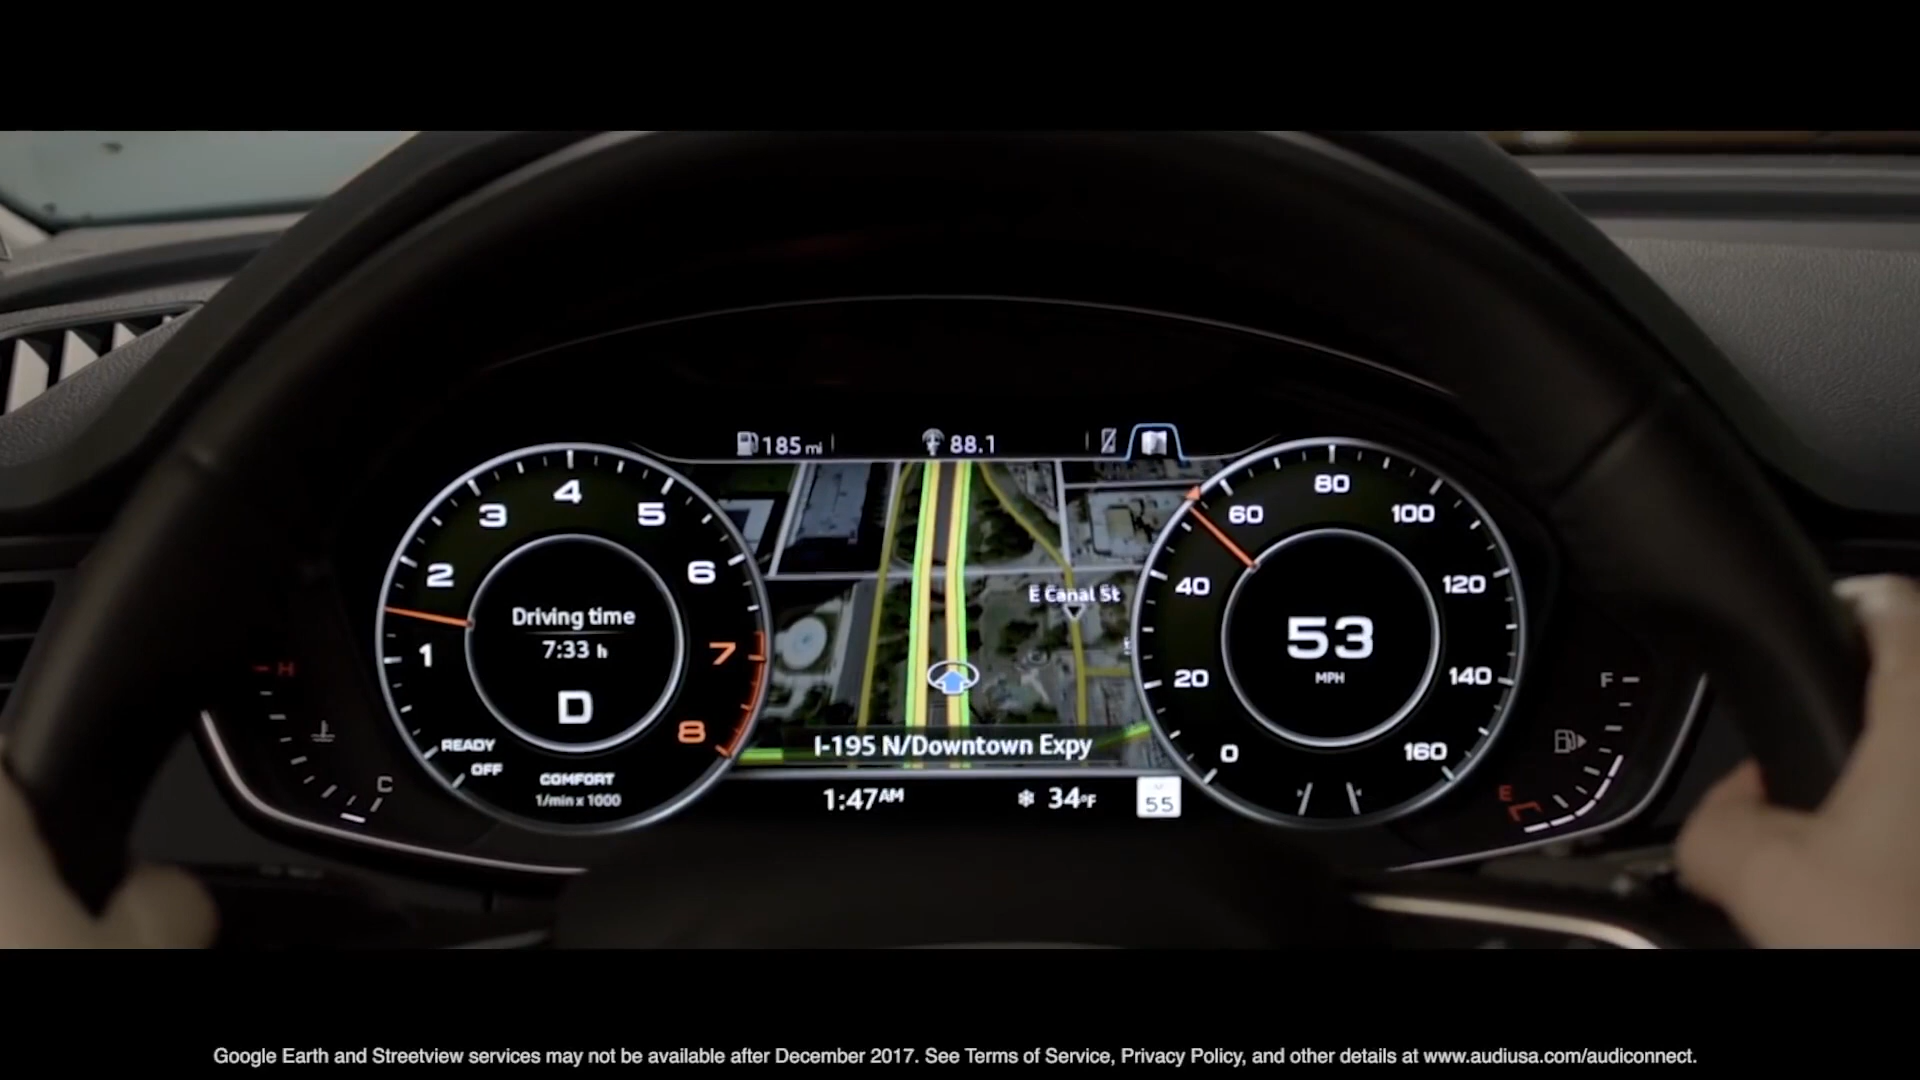 185 mi
88.1
4
3
5
2
6
1
7
8
Driving time
7:33 h
D
READY
OFF
COMFORT
1/min x 1000
H
C
E Canal St
I-195 N/Downtown Expy
1:47AM
34°F
55
80
60
100
40
120
20
140
0
160
53
MPH
F
E
Google Earth and Streetview services may not be available after December 2017. See Terms of Service, Privacy Policy, and other details at www.audiusa.com/audiconnect.